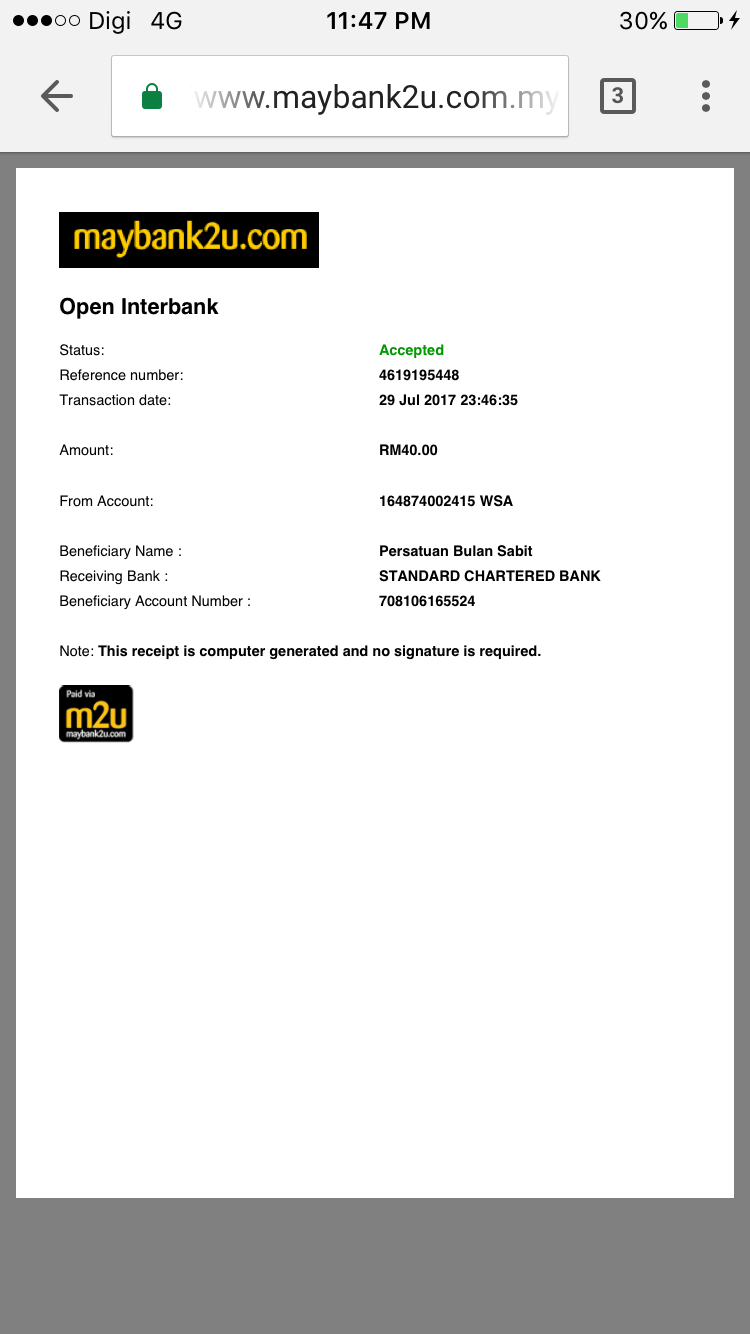 Digi 4G 11:47 PM 30%
www.maybank2u.com.my 3
maybank2u.com
Open Interbank
Status: Accepted
Reference number: 4619195448
Transaction date: 29 Jul 2017 23:46:35
Amount: RM40.00
From Account: 164874002415 WSA
Beneficiary Name : Persatuan Bulan Sabit
Receiving Bank : STANDARD CHARTERED BANK
Beneficiary Account Number : 708106165524
Note: This receipt is computer generated and no signature is required.
Paid via
m2u
maybank2u.com